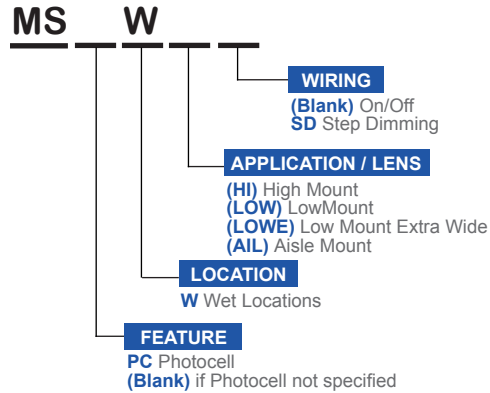 MS W
WIRING
(Blank) On/Off
SD Step Dimming
APPLICATION / LENS
(HI) High Mount
(LOW) LowMount
(LOWE) Low Mount Extra Wide
(AIL) Aisle Mount
LOCATION
W Wet Locations
FEATURE
PC Photocell
(Blank) if Photocell not specified